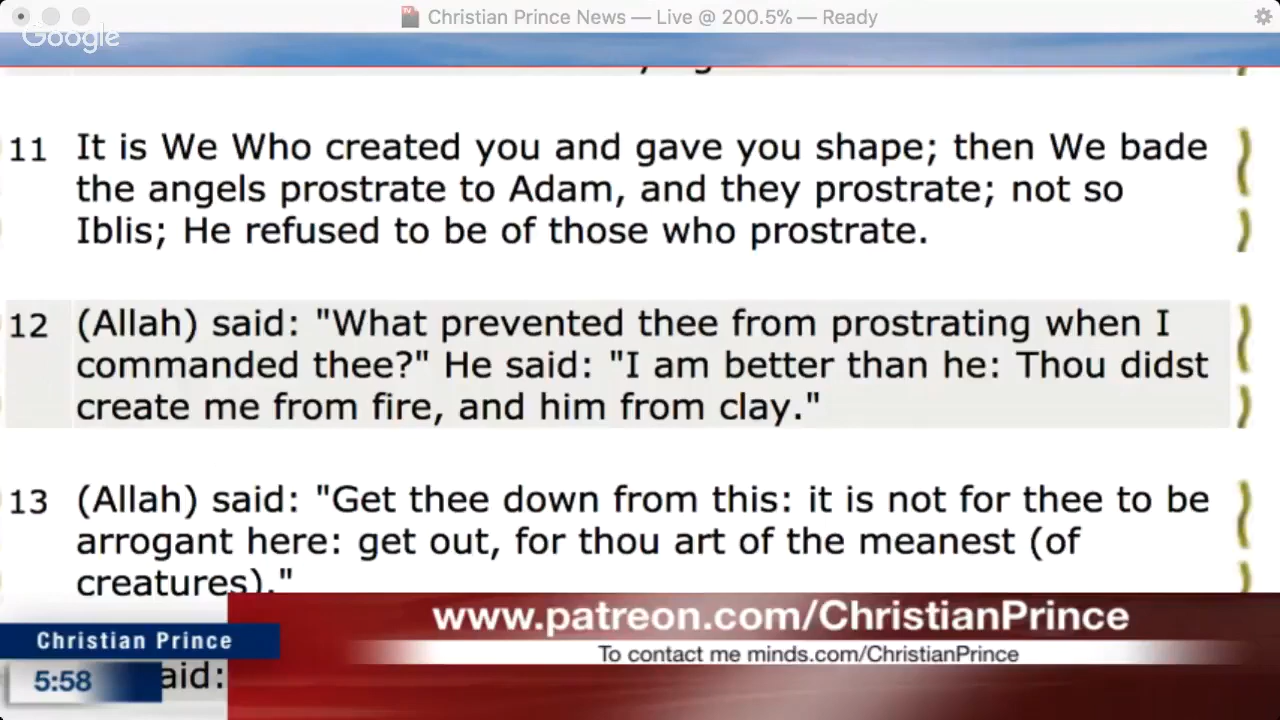 Christian Prince News — Live @ 200.5% — Ready
Google
11 It is We Who created you and gave you shape; then We bade
the angels prostrate to Adam, and they prostrate; not so
Iblis; He refused to be of those who prostrate.
12 (Allah) said: "What prevented thee from prostrating when I
commanded thee?" He said: "I am better than he: Thou didst
create me from fire, and him from clay."
13 (Allah) said: "Get thee down from this: it is not for thee to be
arrogant here: get out, for thou art of the meanest (of
creatures)."
www.patreon.com/ChristianPrince
Christian Prince
To contact me minds.com/ChristianPrince
5:58
aid: